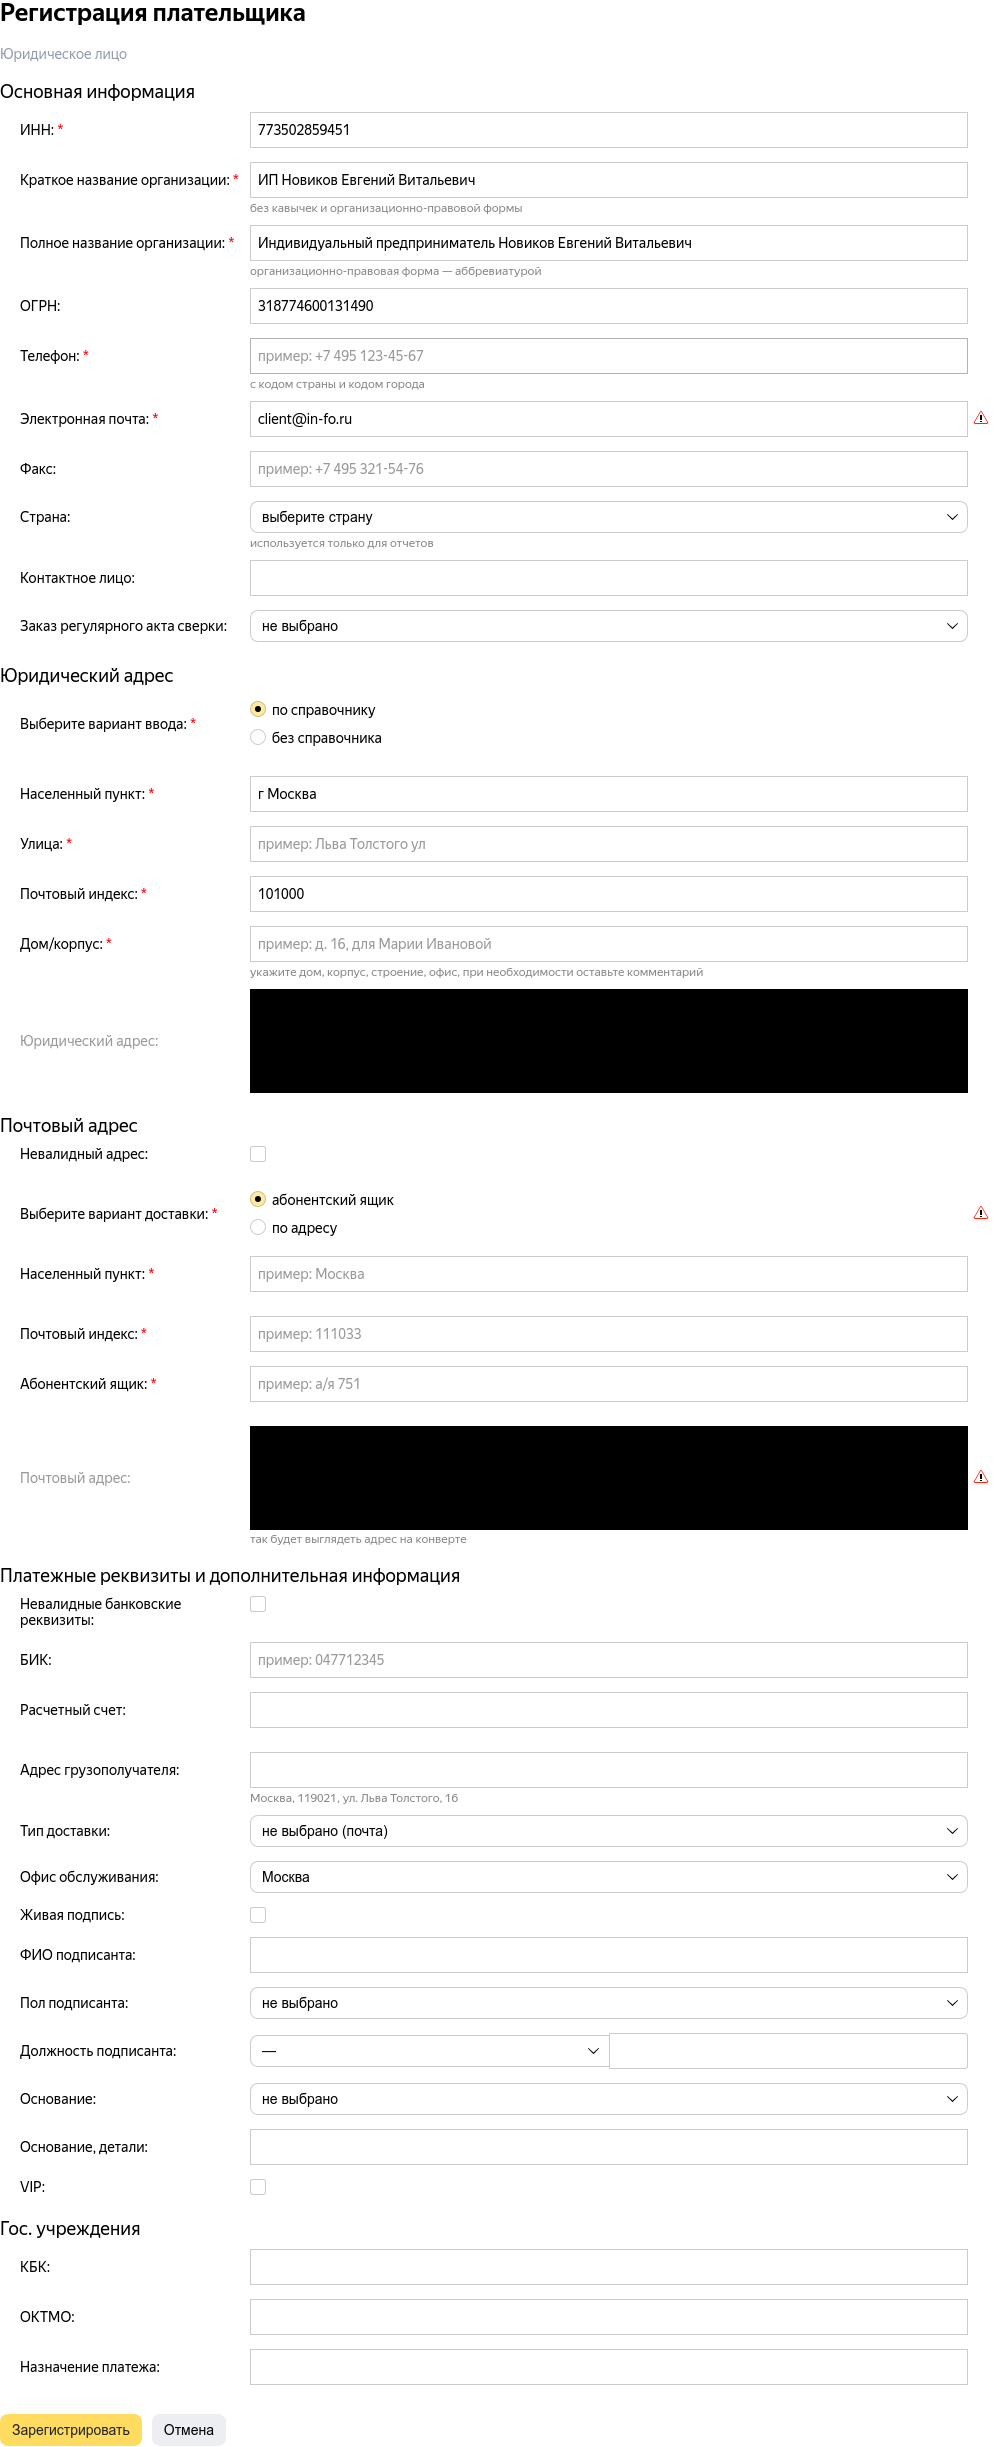 Регистрация плательщика
Юридическое лицо
Основная информация
ИНН: *
773502859451
Краткое название организации: *
ИП Новиков Евгений Витальевич
без кавычек и организационно-правовой формы
Полное название организации: *
Индивидуальный предприниматель Новиков Евгений Витальевич
организационно-правовая форма — аббревиатурой
ОГРН:
318774600131490
Телефон: *
пример: +7 495 123-45-67
с кодом страны и кодом города
Электронная почта: *
client@in-fo.ru
Факс:
пример: +7 495 321-54-76
Страна:
выберите страну
используется только для отчетов
Контактное лицо:
Заказ регулярного акта сверки:
не выбрано
Юридический адрес
Выберите вариант ввода: *
по справочнику
без справочника
Населенный пункт: *
г Москва
Улица: *
пример: Льва Толстого ул
Почтовый индекс: *
101000
Дом/корпус: *
пример: д. 16, для Марии Ивановой
укажите дом, корпус, строение, офис, при необходимости оставьте комментарий
Юридический адрес:
Почтовый адрес
Невалидный адрес:
Выберите вариант доставки: *
абонентский ящик
по адресу
Населенный пункт: *
пример: Москва
Почтовый индекс: *
пример: 111033
Абонентский ящик: *
пример: а/я 751
Почтовый адрес:
так будет выглядеть адрес на конверте
Платежные реквизиты и дополнительная информация
Невалидные банковские
реквизиты:
БИК:
пример: 047712345
Расчетный счет:
Адрес грузополучателя:
Москва, 119021, ул. Льва Толстого, 16
Тип доставки:
не выбрано (почта)
Офис обслуживания:
Москва
Живая подпись:
ФИО подписанта:
Пол подписанта:
не выбрано
Должность подписанта:
—
Основание:
не выбрано
Основание, детали:
VIP:
Гос. учреждения
КБК:
ОКТМО:
Назначение платежа:
Зарегистрировать
Отмена